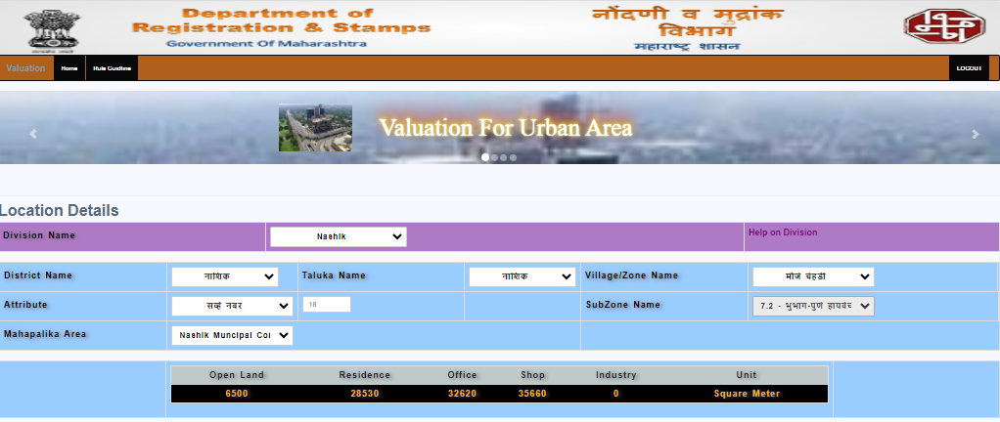 Department of
Registration & Stamps
Government Of Maharashtra
नोंदणी व मुद्रांक
विभाग
महाराष्ट्र शासन
Valuation Home Rule Guidline LOGOUT
Valuation For Urban Area
Location Details
Division Name Nashik Help on Division
District Name नाशिक Taluka Name नाशिक Village/Zone Name मौजे चेहडी
Attribute सर्व्हे नंबर 18 SubZone Name 7.2 - भुभाग-पुणे हायवेच
Mahapalika Area Nashik Muncipal Cor
Open Land Residence Office Shop Industry Unit
6500 28530 32620 35660 0 Square Meter